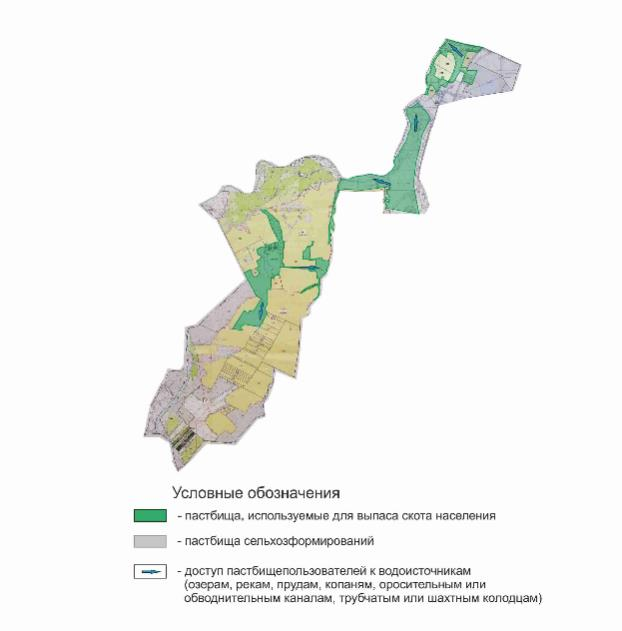 Условные обозначения
- пастбища, используемые для выпаса скота населения
- пастбища сельхозформирований
- доступ пастбищепользователей к водоисточникам
(озерам, рекам, прудам, копаням, оросительным или
обводнительным каналам, трубчатым или шахтным колодцам)